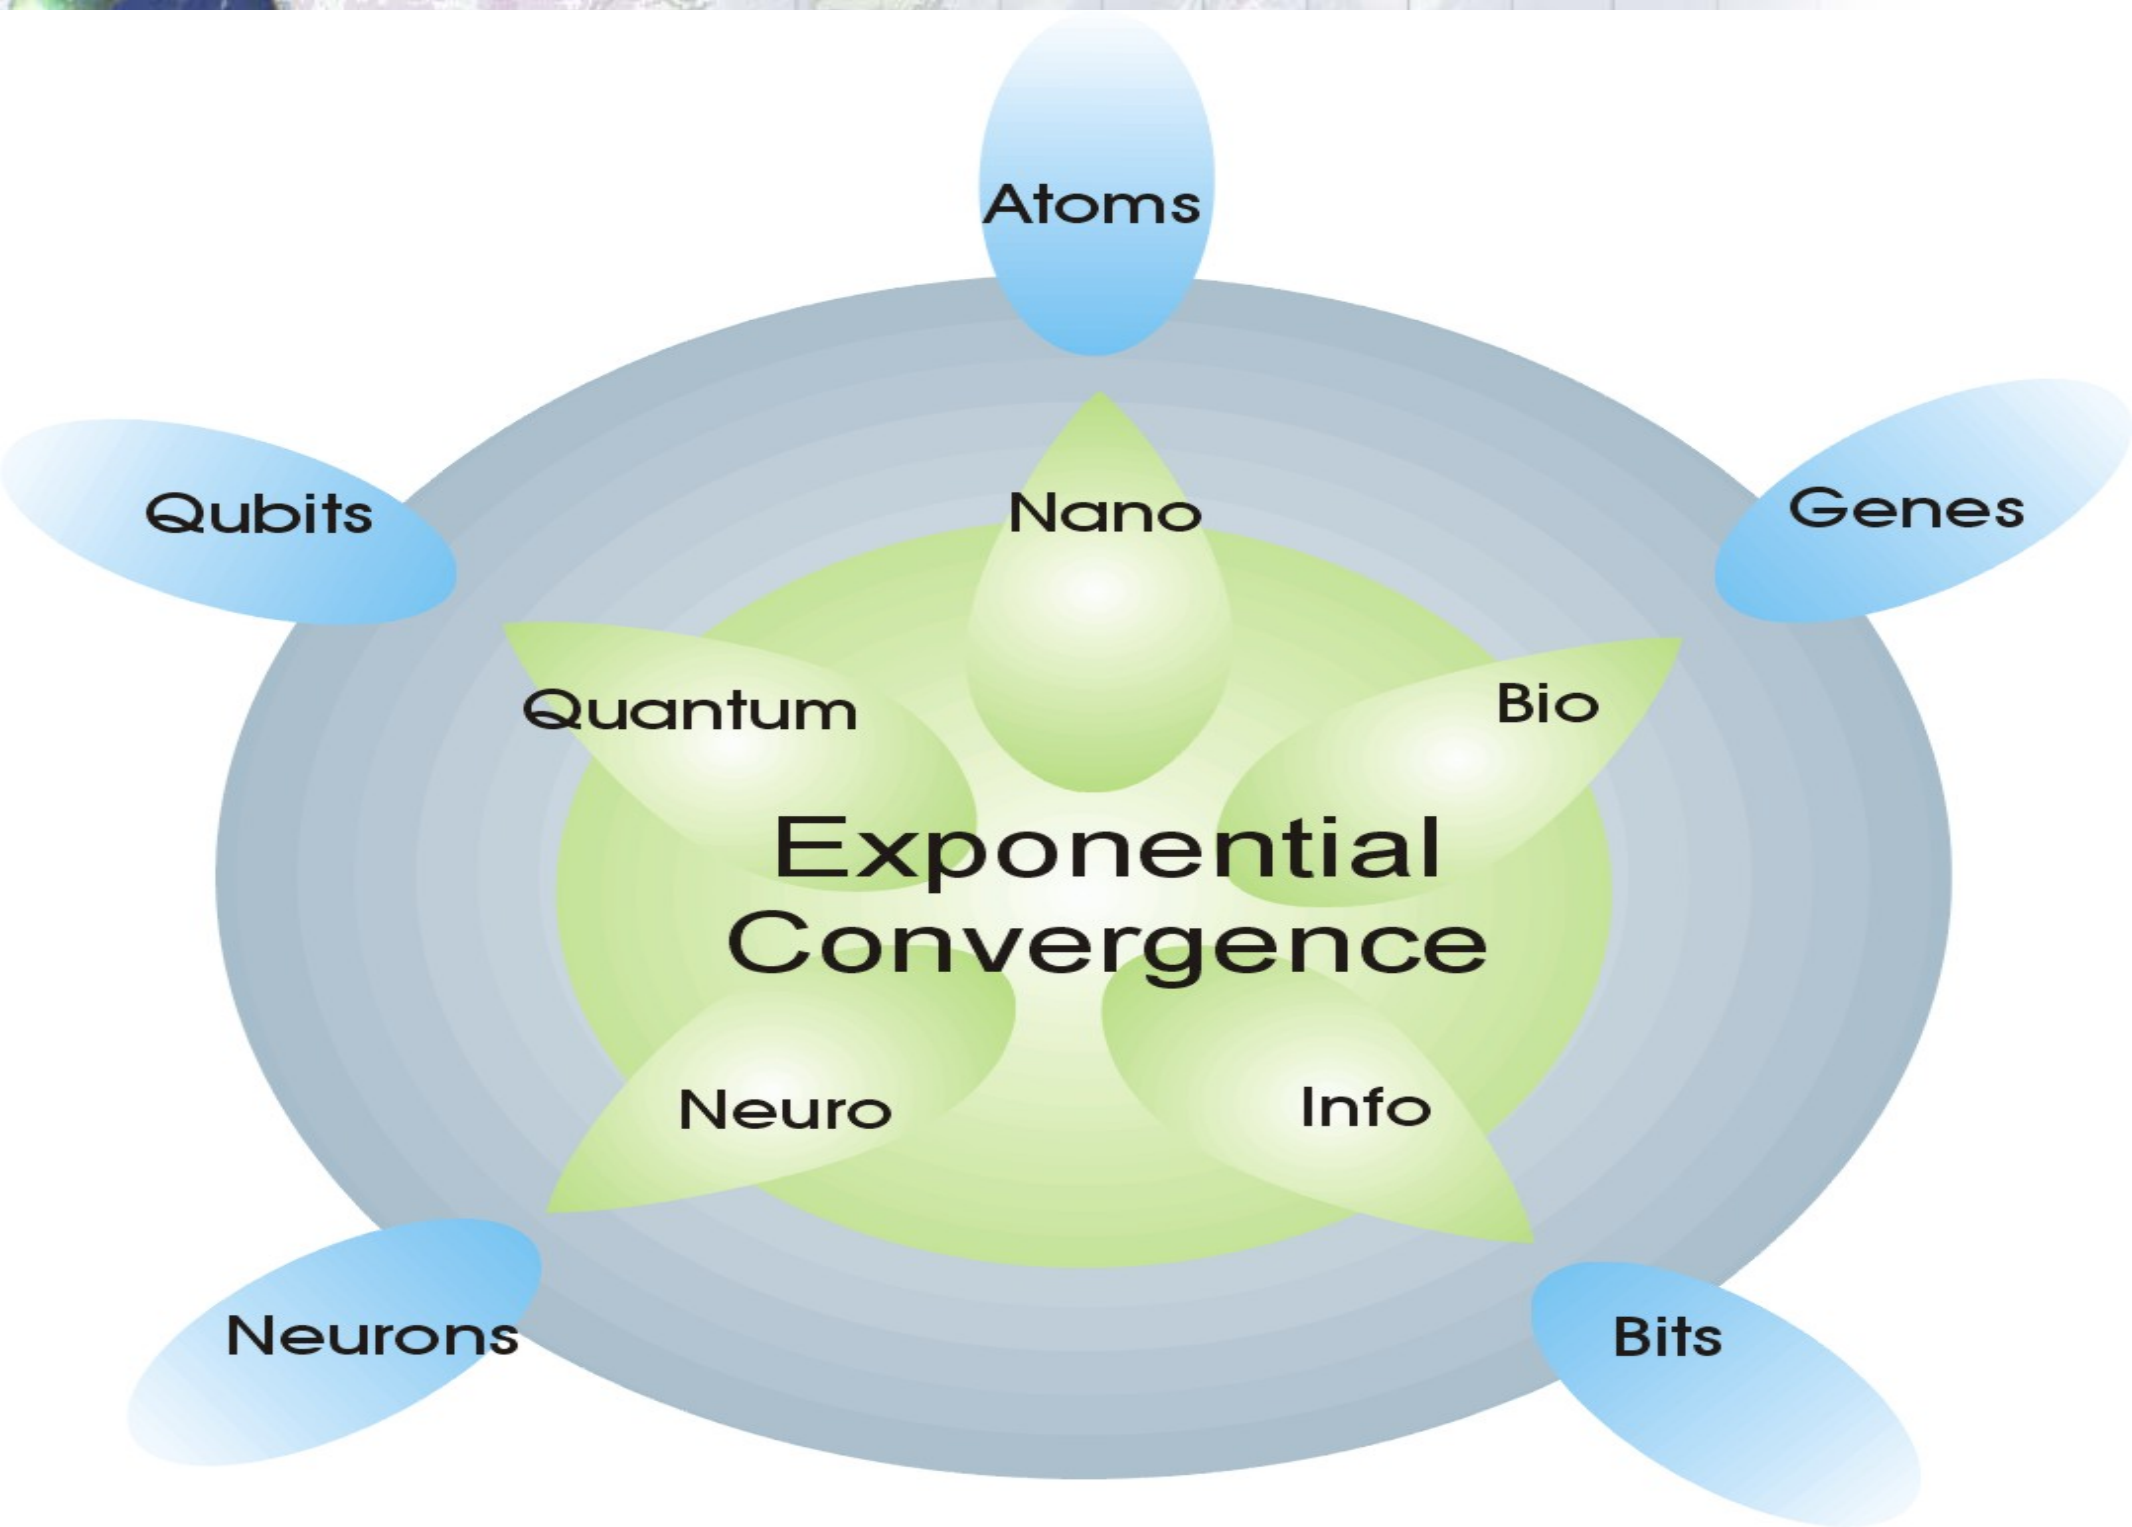 Atoms
Qubits
Genes
Nano
Quantum
Bio
Exponential
Convergence
Neuro
Info
Neurons
Bits